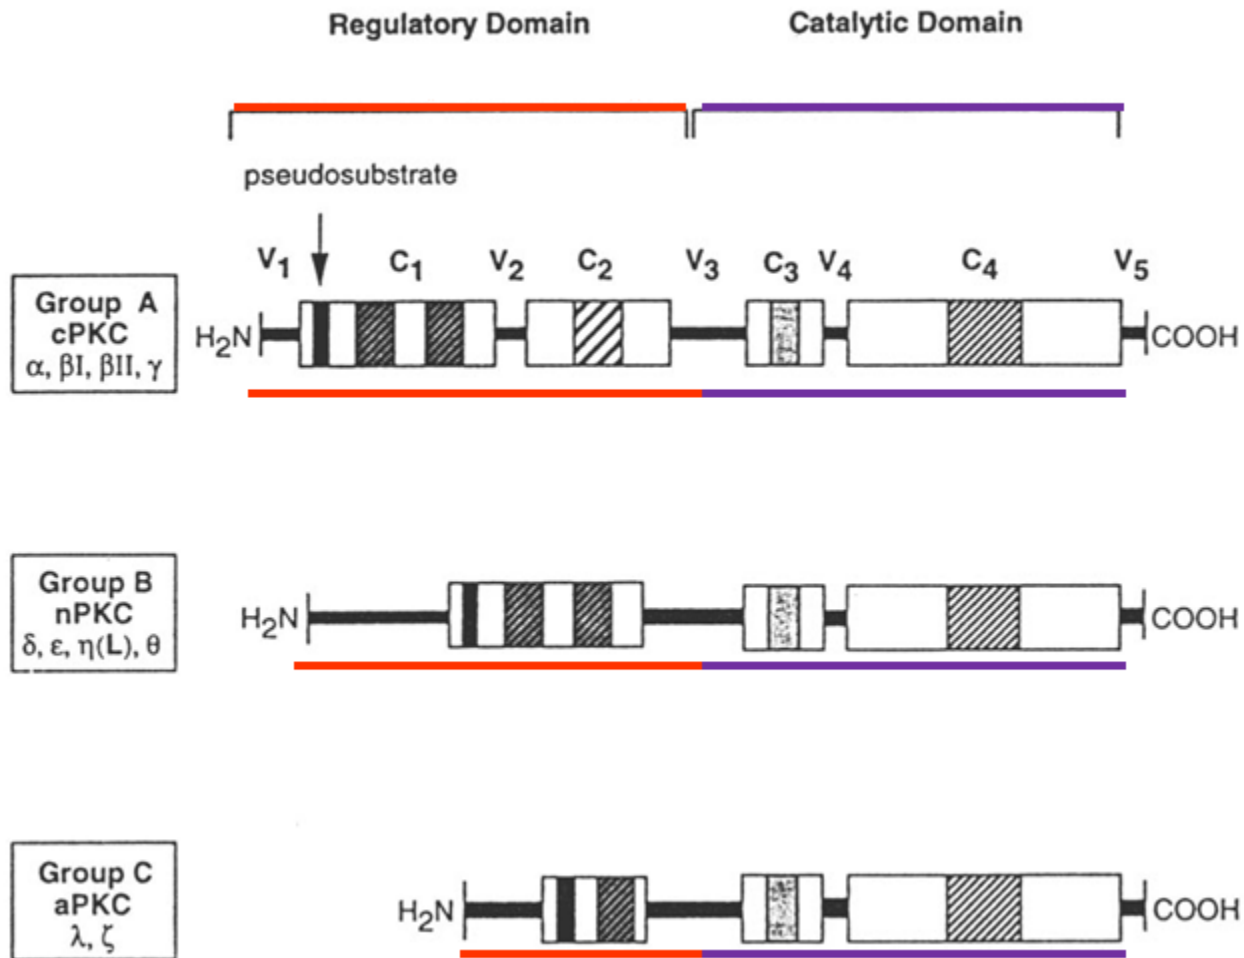 Regulatory Domain Catalytic Domain
pseudosubstrate
V1 C1 V2 C2 V3 C3 V4 C4 V5
Group A
cPKC
α, βI, βII, γ
H2N COOH
Group B
nPKC
δ, ε, η(L), θ
H2N COOH
Group C
aPKC
λ, ζ
H2N COOH